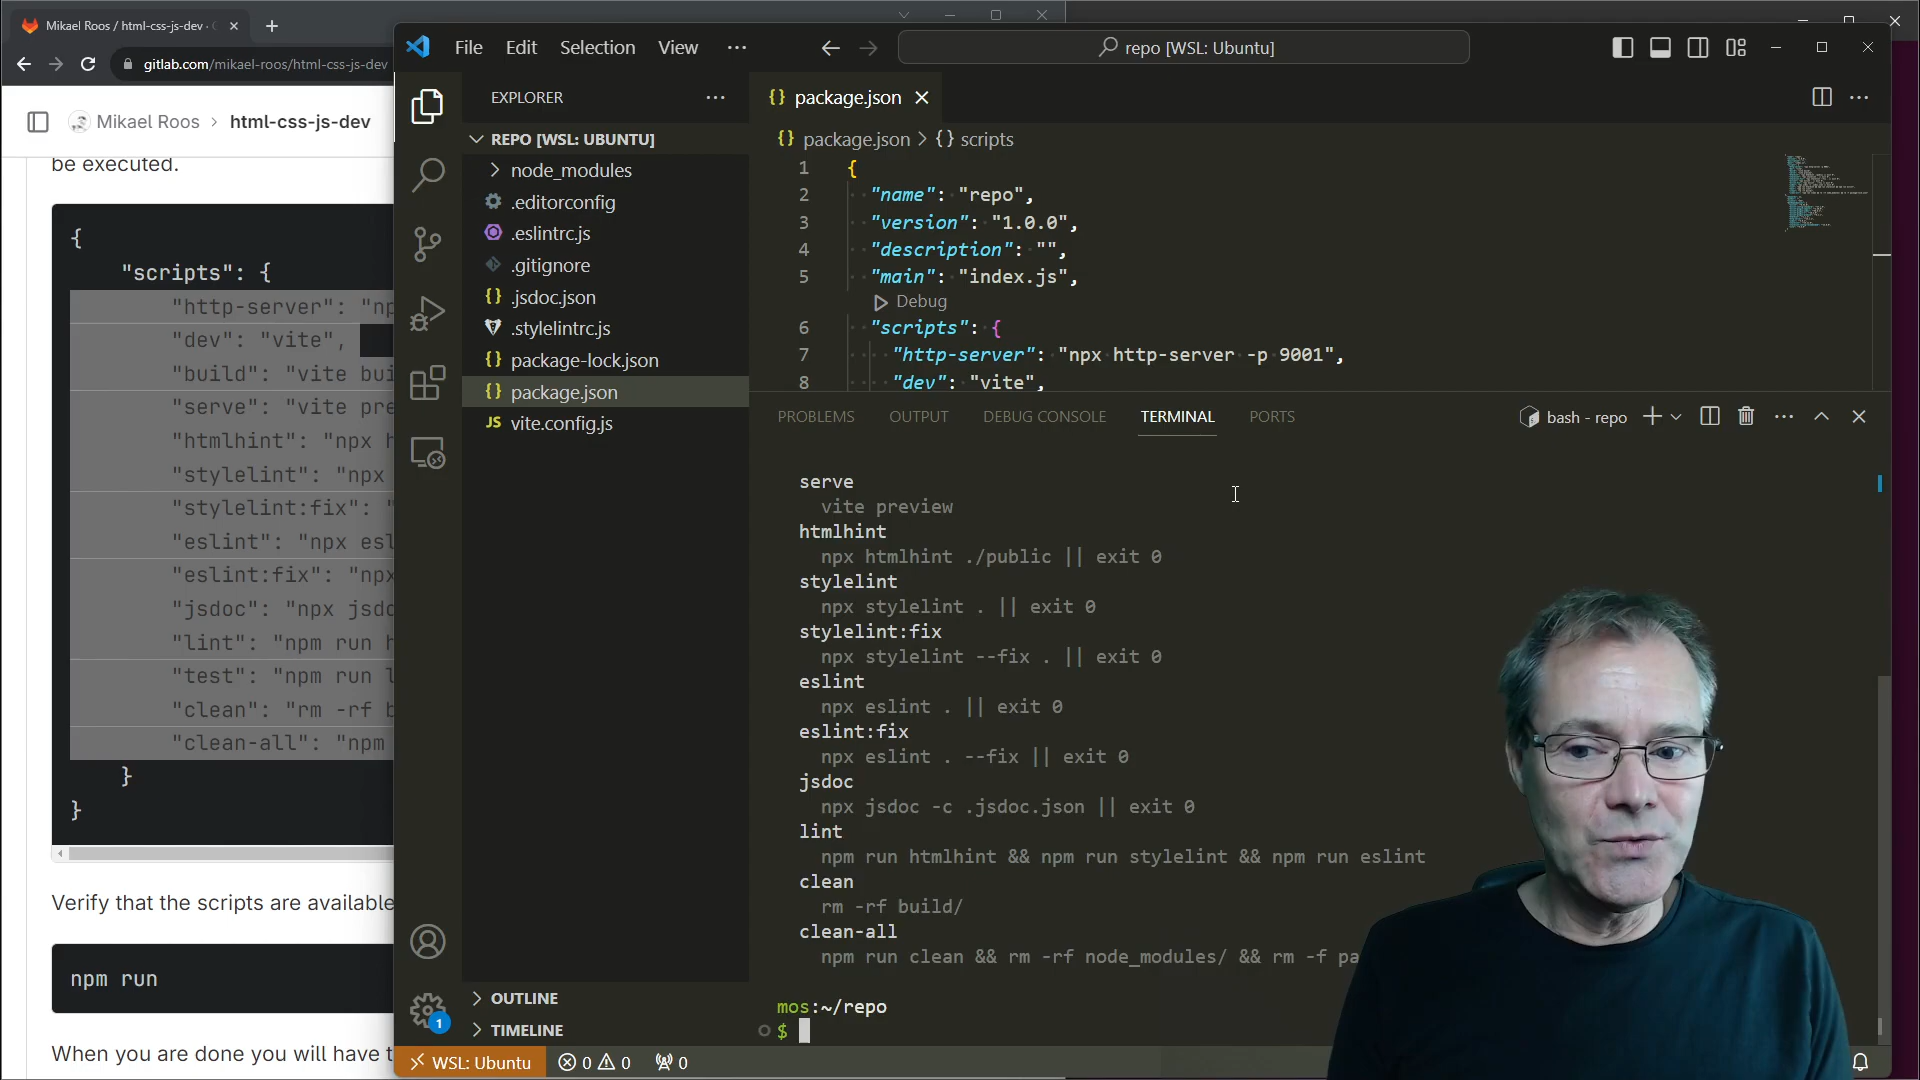 Mikael Roos / html-css-js-dev ·
gitlab.com/mikael-roos/html-css-js-dev
Mikael Roos > html-css-js-dev
be executed.
{
"scripts": {
"http-server": "np
"dev": "vite",
"build": "vite bui
"serve": "vite pre
"htmlhint": "npx h
"stylelint": "npx
"stylelint:fix": "
"eslint": "npx esl
"eslint:fix": "npx
"jsdoc": "npx jsdo
"lint": "npm run h
"test": "npm run l
"clean": "rm -rf b
"clean-all": "npm
}
}
Verify that the scripts are available
npm run
When you are done you will have t
File Edit Selection View ···
repo [WSL: Ubuntu]
EXPLORER ···
REPO [WSL: UBUNTU]
node_modules
.editorconfig
.eslintrc.js
.gitignore
{} .jsdoc.json
.stylelintrc.js
{} package-lock.json
{} package.json
JS vite.config.js
OUTLINE
TIMELINE
{} package.json
{} package.json > {} scripts
1 {
2 "name": "repo",
3 "version": "1.0.0",
4 "description": "",
5 "main": "index.js",
Debug
6 "scripts": {
7 "http-server": "npx http-server -p 9001",
8 "dev": "vite",
PROBLEMS OUTPUT DEBUG CONSOLE TERMINAL PORTS
bash - repo
serve
vite preview
htmlhint
npx htmlhint ./public || exit 0
stylelint
npx stylelint . || exit 0
stylelint:fix
npx stylelint --fix . || exit 0
eslint
npx eslint . || exit 0
eslint:fix
npx eslint . --fix || exit 0
jsdoc
npx jsdoc -c .jsdoc.json || exit 0
lint
npm run htmlhint && npm run stylelint && npm run eslint
clean
rm -rf build/
clean-all
npm run clean && rm -rf node_modules/ && rm -f pa
mos:~/repo
$
1
WSL: Ubuntu 0 0 0